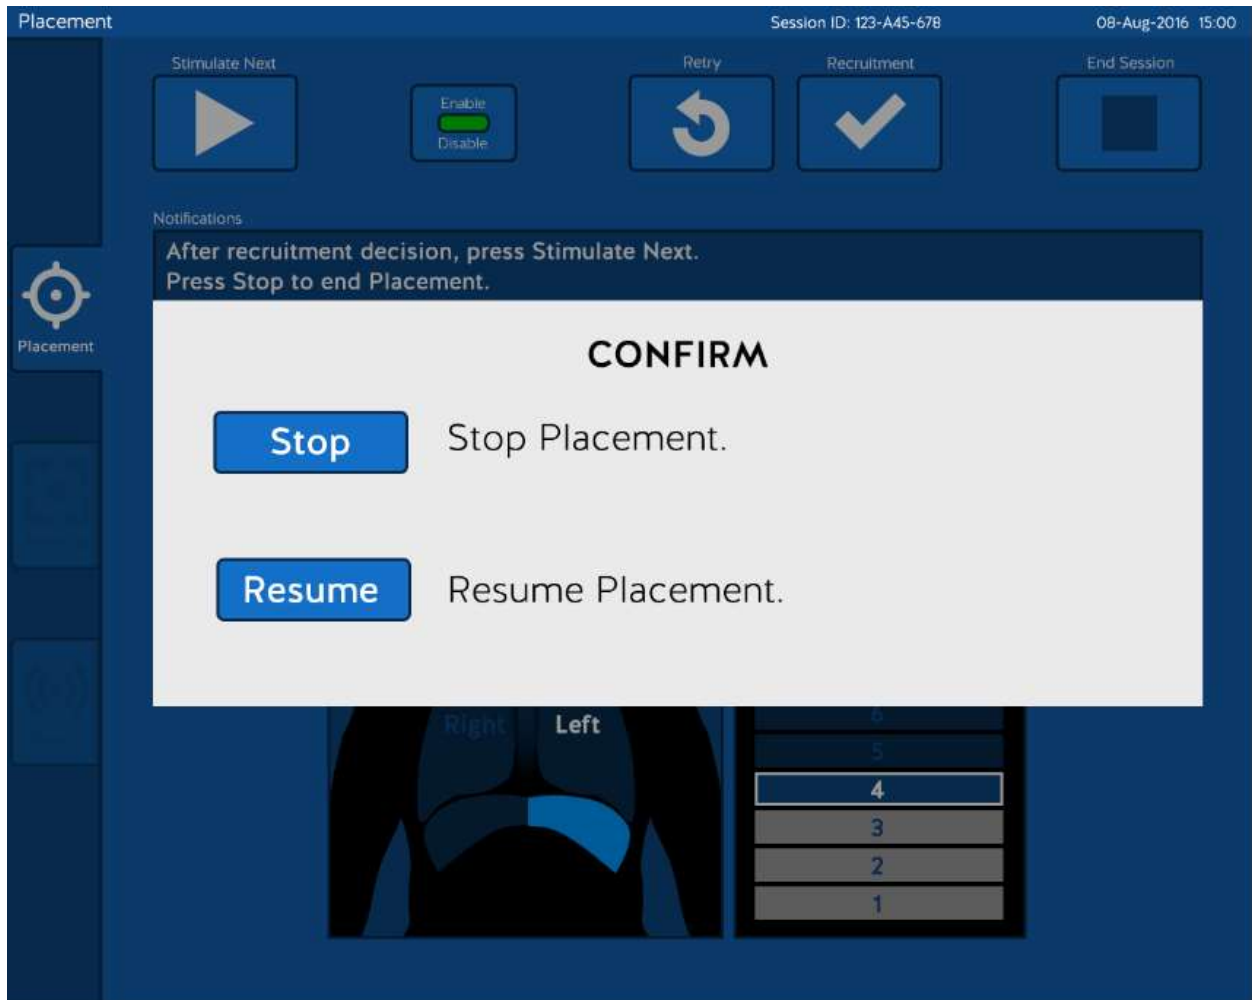 Placement
Session ID: 123-A45-678
08-Aug-2016 15:00
Stimulate Next
Enable
Disable
Retry
Recruitment
End Session
Notifications
After recruitment decision, press Stimulate Next.
Press Stop to end Placement.
Placement
CONFIRM
Stop
Stop Placement.
Resume
Resume Placement.
Right
Left
6
5
4
3
2
1